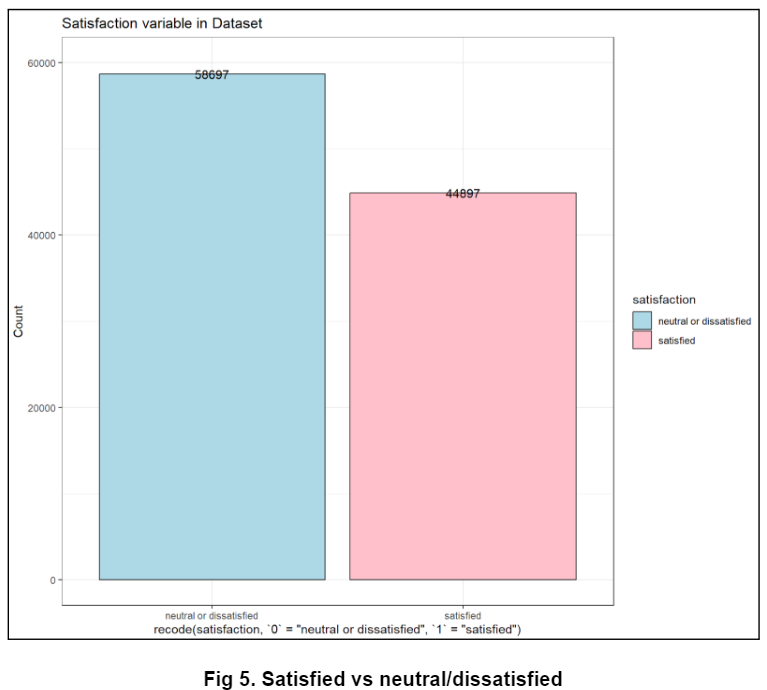 Satisfaction variable in Dataset
60000
58697
44897
40000
Count
satisfaction
neutral or dissatisfied
satisfied
20000
0
neutral or dissatisfied satisfied
recode(satisfaction, `0` = "neutral or dissatisfied", `1` = "satisfied")
Fig 5. Satisfied vs neutral/dissatisfied